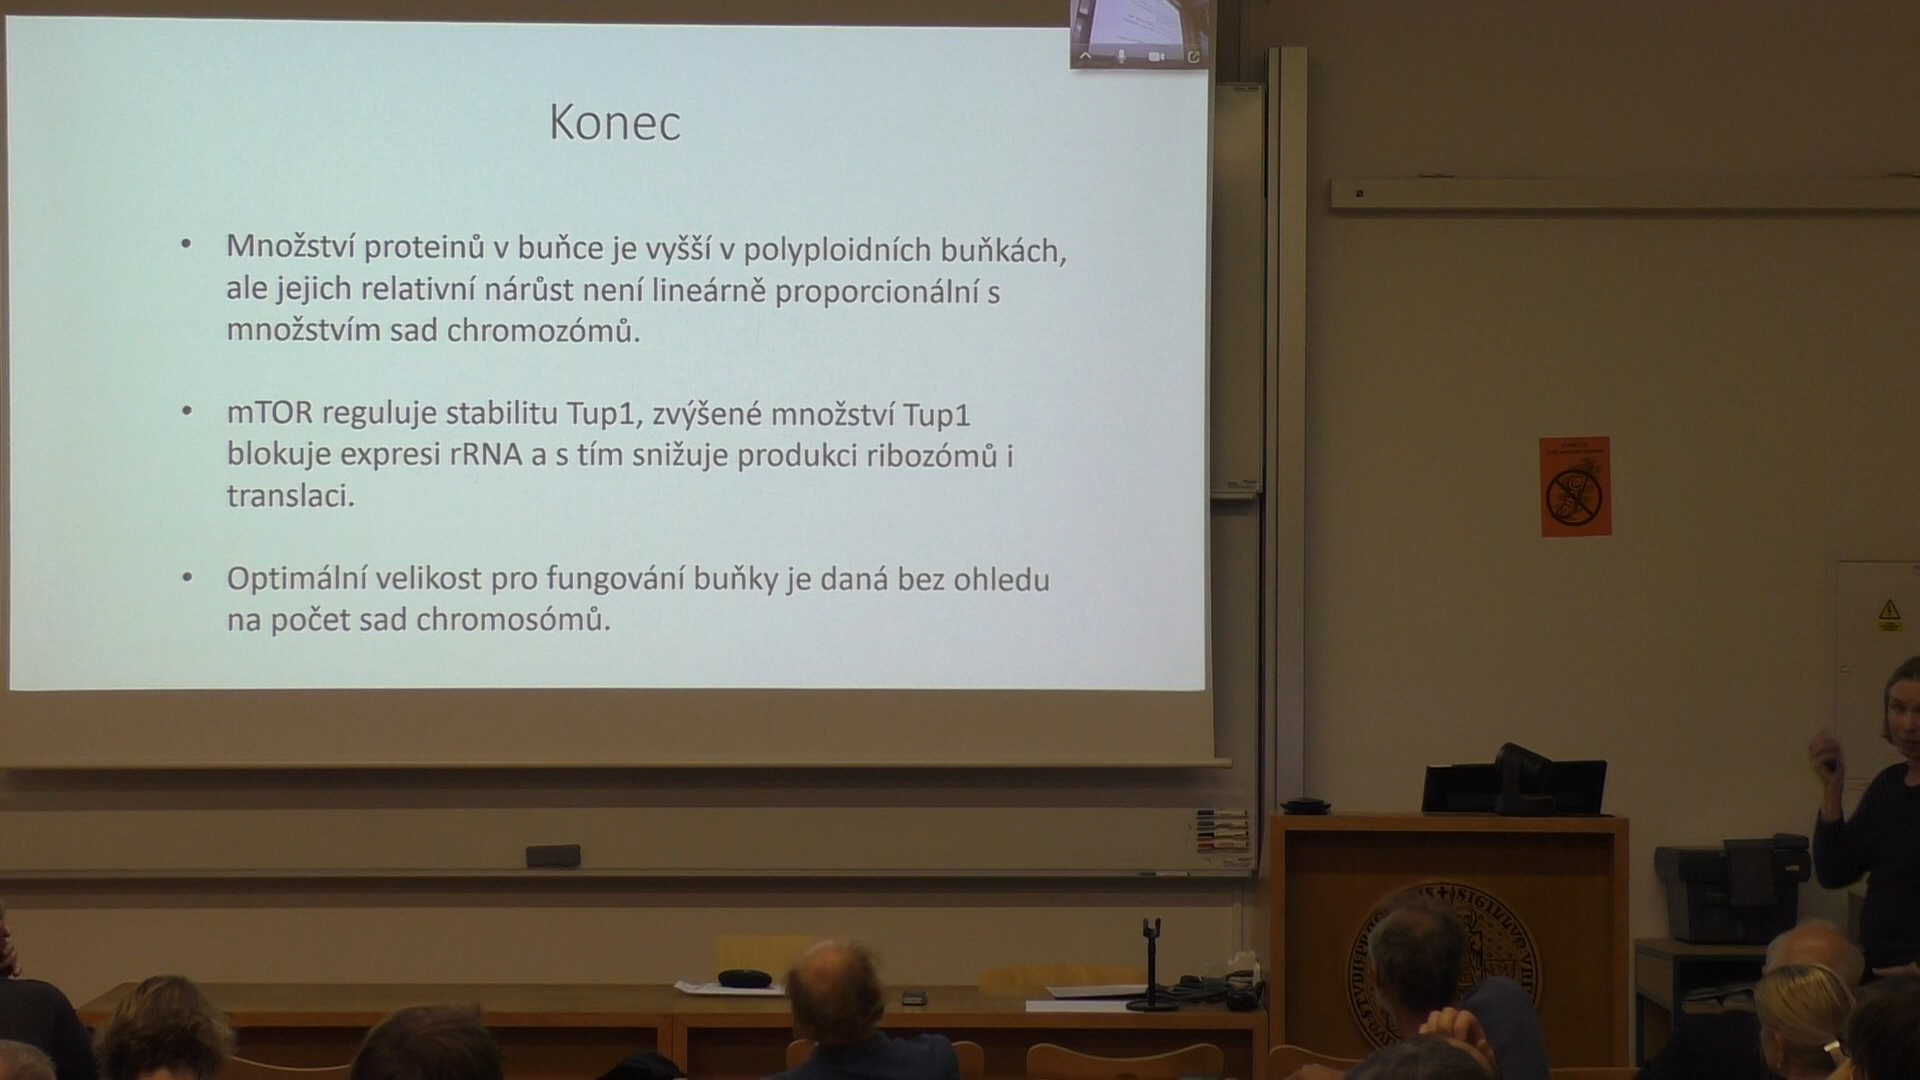 Konec
• Množství proteinů v buňce je vyšší v polyploidních buňkách,
ale jejich relativní nárůst není lineárně proporcionální s
množstvím sad chromozómů.
• mTOR reguluje stabilitu Tup1, zvýšené množství Tup1
blokuje expresi rRNA a s tím snižuje produkci ribozómů i
translaci.
• Optimální velikost pro fungování buňky je daná bez ohledu
na počet sad chromosómů.